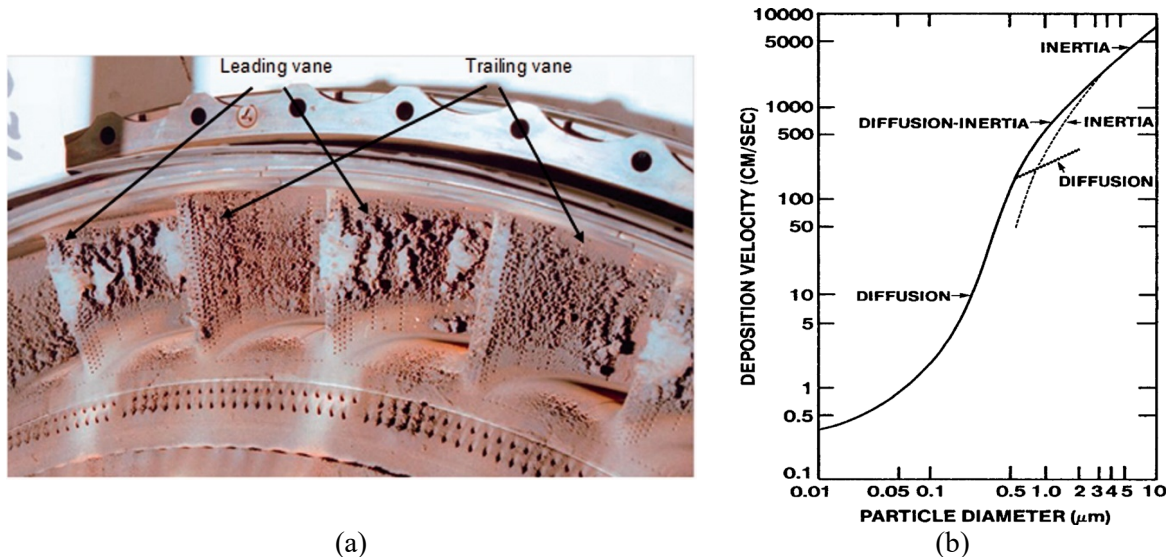 Leading vane
Trailing vane
(a)
(b)
10000
5000
1000
500
100
50
10
5
1
0.5
0.1
DEPOSITION VELOCITY (CM/SEC)
INERTIA
DIFFUSION-INERTIA
INERTIA
DIFFUSION
DIFFUSION
0.01
0.05
0.1
0.5
1.0
2
3
4
5
10
PARTICLE DIAMETER (μm)